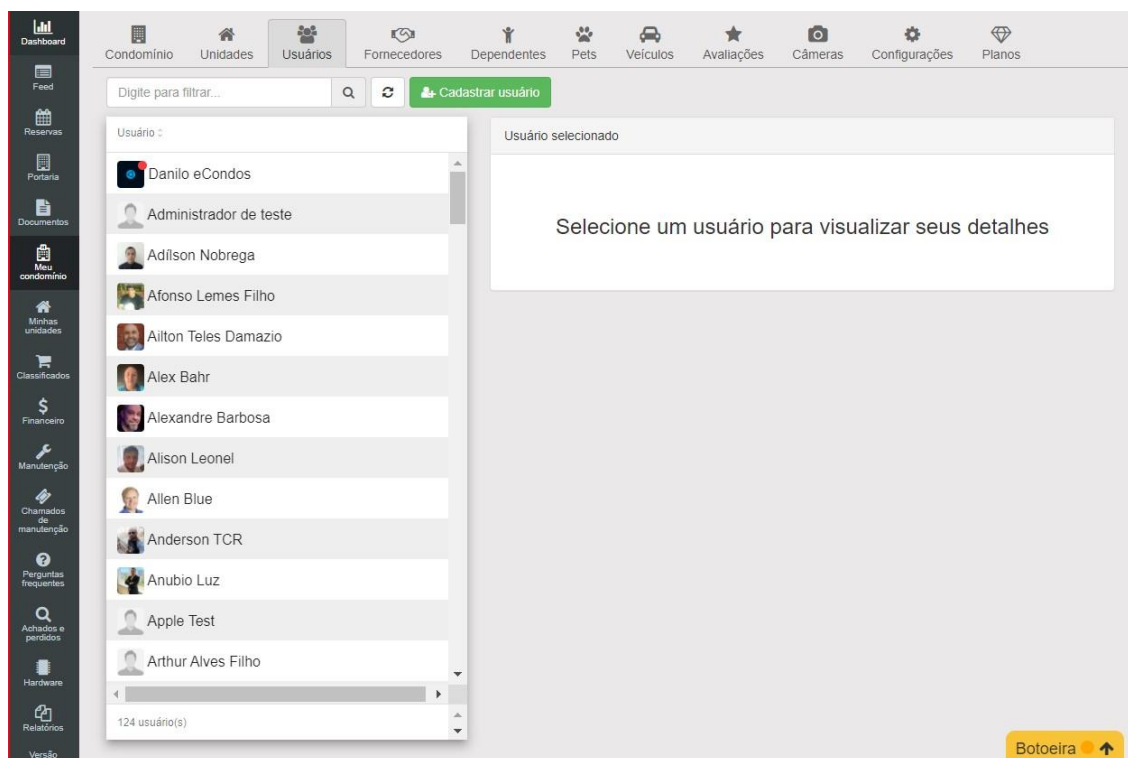 Dashboard
Feed
Reservas
Portaria
Documentos
Meu
condomínio
Minhas
unidades
Classificados
Financeiro
Manutenção
Chamados
de
manutenção
Perguntas
frequentes
Achados e
perdidos
Hardware
Relatórios
Versão
Condomínio Unidades Usuários Fornecedores Dependentes Pets Veículos Avaliações Câmeras Configurações Planos
Digite para filtrar... Cadastrar usuário
Usuário
Danilo eCondos
Administrador de teste
Adílson Nobrega
Afonso Lemes Filho
Ailton Teles Damazio
Alex Bahr
Alexandre Barbosa
Alison Leonel
Allen Blue
Anderson TCR
Anubio Luz
Apple Test
Arthur Alves Filho
124 usuário(s)
Usuário selecionado
Selecione um usuário para visualizar seus detalhes
Botoeira